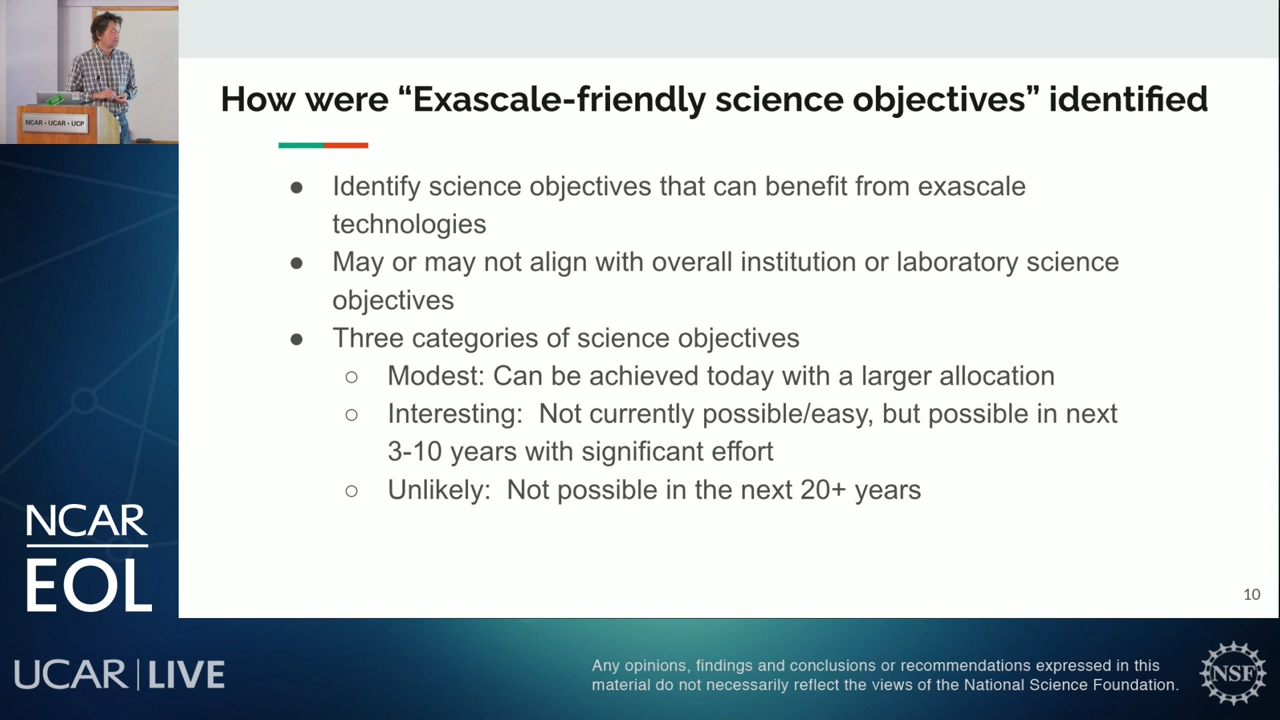 How were “Exascale-friendly science objectives” identified
● Identify science objectives that can benefit from exascale
technologies
● May or may not align with overall institution or laboratory science
objectives
● Three categories of science objectives
○ Modest: Can be achieved today with a larger allocation
○ Interesting:  Not currently possible/easy, but possible in next
3-10 years with significant effort
○ Unlikely:  Not possible in the next 20+ years
10
NCAR • UCAR • UCP
NCAR
EOL
UCAR | LIVE
Any opinions, findings and conclusions or recommendations expressed in this
material do not necessarily reflect the views of the National Science Foundation.
NSF